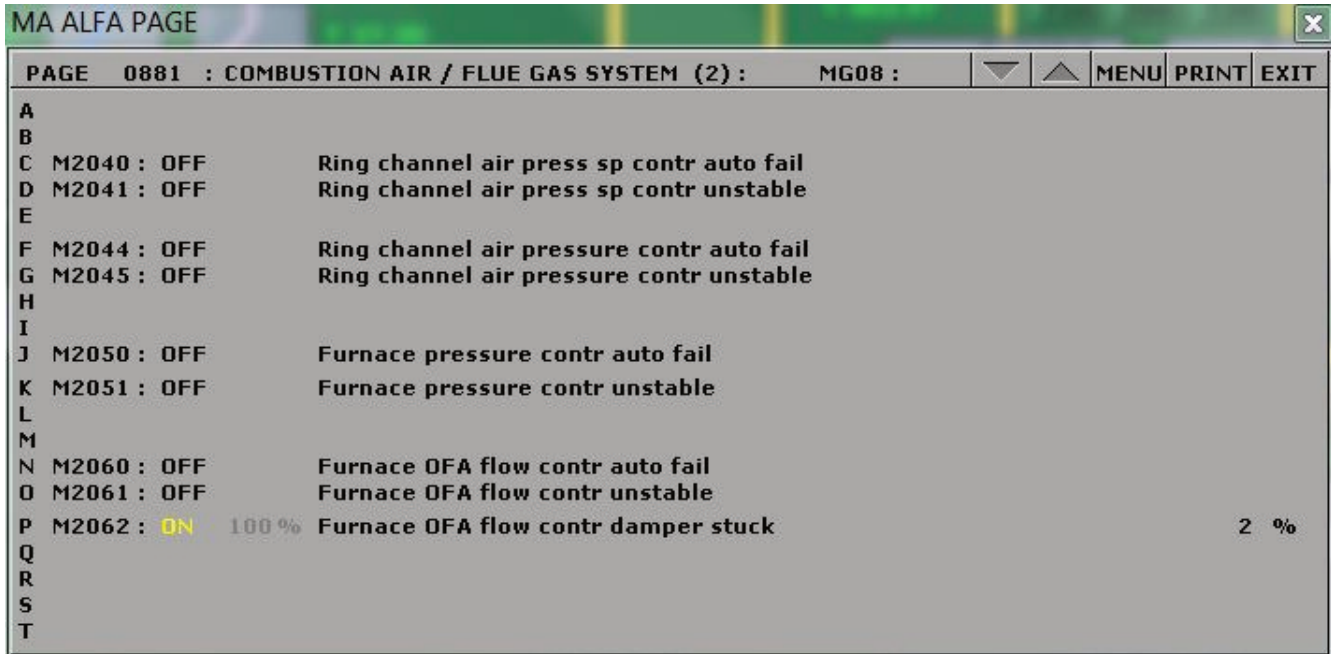 MA ALFA PAGE
PAGE 0881 : COMBUSTION AIR / FLUE GAS SYSTEM (2) : MG08 : MENU PRINT EXIT
A
B
C M2040 : OFF Ring channel air press sp contr auto fail
D M2041 : OFF Ring channel air press sp contr unstable
E
F M2044 : OFF Ring channel air pressure contr auto fail
G M2045 : OFF Ring channel air pressure contr unstable
H
I
J M2050 : OFF Furnace pressure contr auto fail
K M2051 : OFF Furnace pressure contr unstable
L
M
N M2060 : OFF Furnace OFA flow contr auto fail
O M2061 : OFF Furnace OFA flow contr unstable
P M2062 : ON 100 % Furnace OFA flow contr damper stuck 2 %
Q
R
S
T